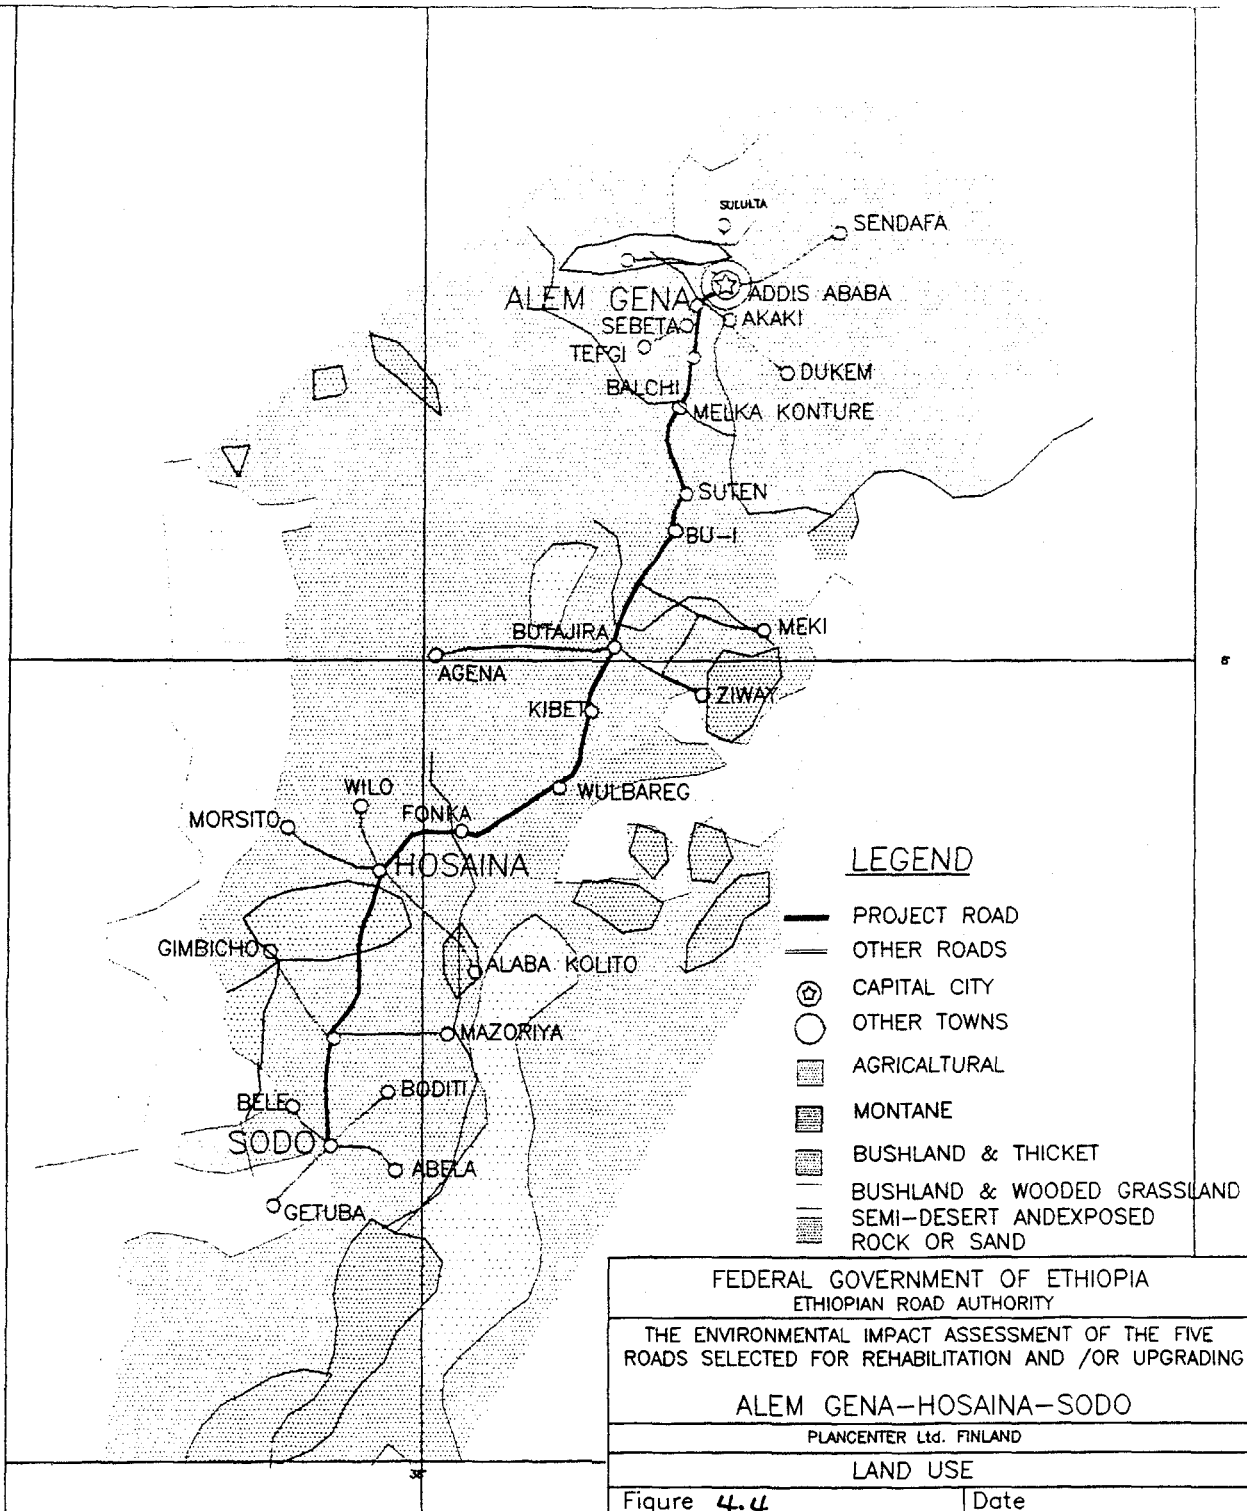 SULULTA
SENDAFA
ALEM GENA
ADDIS ABABA
SEBETA
AKAKI
TEFGI
DUKEM
BALCHI
MELKA KONTURE
SUTEN
BU-I
BUTAJIRA
MEKI
AGENA
ZIWAY
KIBET
WILO
WULBAREG
MORSITO
FONKA
HOSAINA
GIMBICHO
ALABA KOLITO
MAZORIYA
BODITI
BELE
SODO
ABELA
GETUBA
LEGEND
PROJECT ROAD
OTHER ROADS
CAPITAL CITY
OTHER TOWNS
AGRICALTURAL
MONTANE
BUSHLAND & THICKET
BUSHLAND & WOODED GRASSLAND
SEMI-DESERT ANDEXPOSED
ROCK OR SAND
FEDERAL GOVERNMENT OF ETHIOPIA
ETHIOPIAN ROAD AUTHORITY
THE ENVIRONMENTAL IMPACT ASSESSMENT OF THE FIVE
ROADS SELECTED FOR REHABILITATION AND /OR UPGRADING
ALEM GENA-HOSAINA-SODO
PLANCENTER Ltd. FINLAND
LAND USE
Figure 4.4 Date